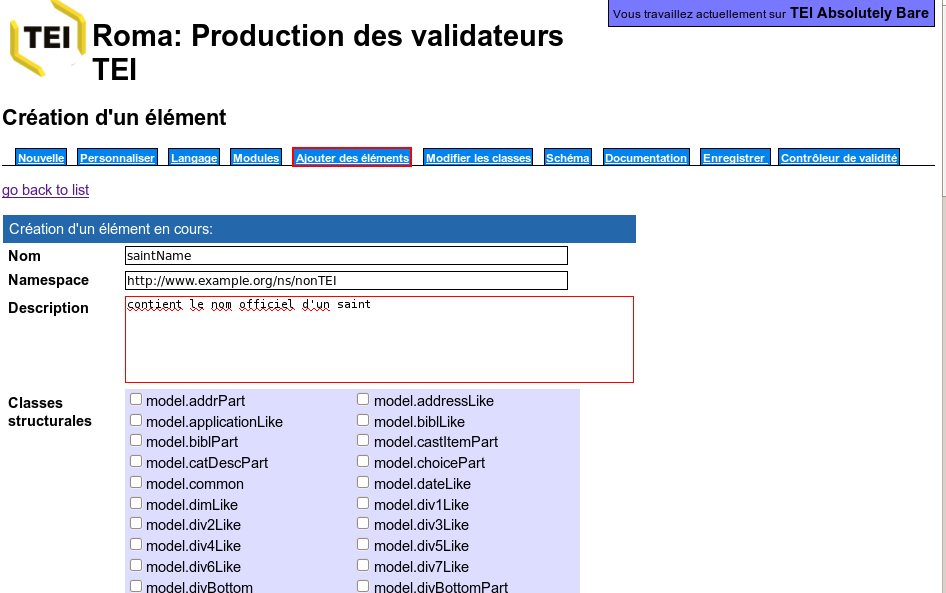 Vous travaillez actuellement sur TEI Absolutely Bare
TEI
Roma: Production des validateurs
TEI
Création d'un élément
Nouvelle Personnaliser Langage Modules Ajouter des éléments Modifier les classes Schéma Documentation Enregistrer Contrôleur de validité
go back to list
Création d'un élément en cours:
Nom saintName
Namespace http://www.example.org/ns/nonTEI
Description contient le nom officiel d'un saint
Classes
structurales
model.addrPart model.addressLike
model.applicationLike model.biblLike
model.biblPart model.castItemPart
model.catDescPart model.choicePart
model.common model.dateLike
model.dimLike model.div1Like
model.div2Like model.div3Like
model.div4Like model.div5Like
model.div6Like model.div7Like
model.divBottom model.divBottomPart